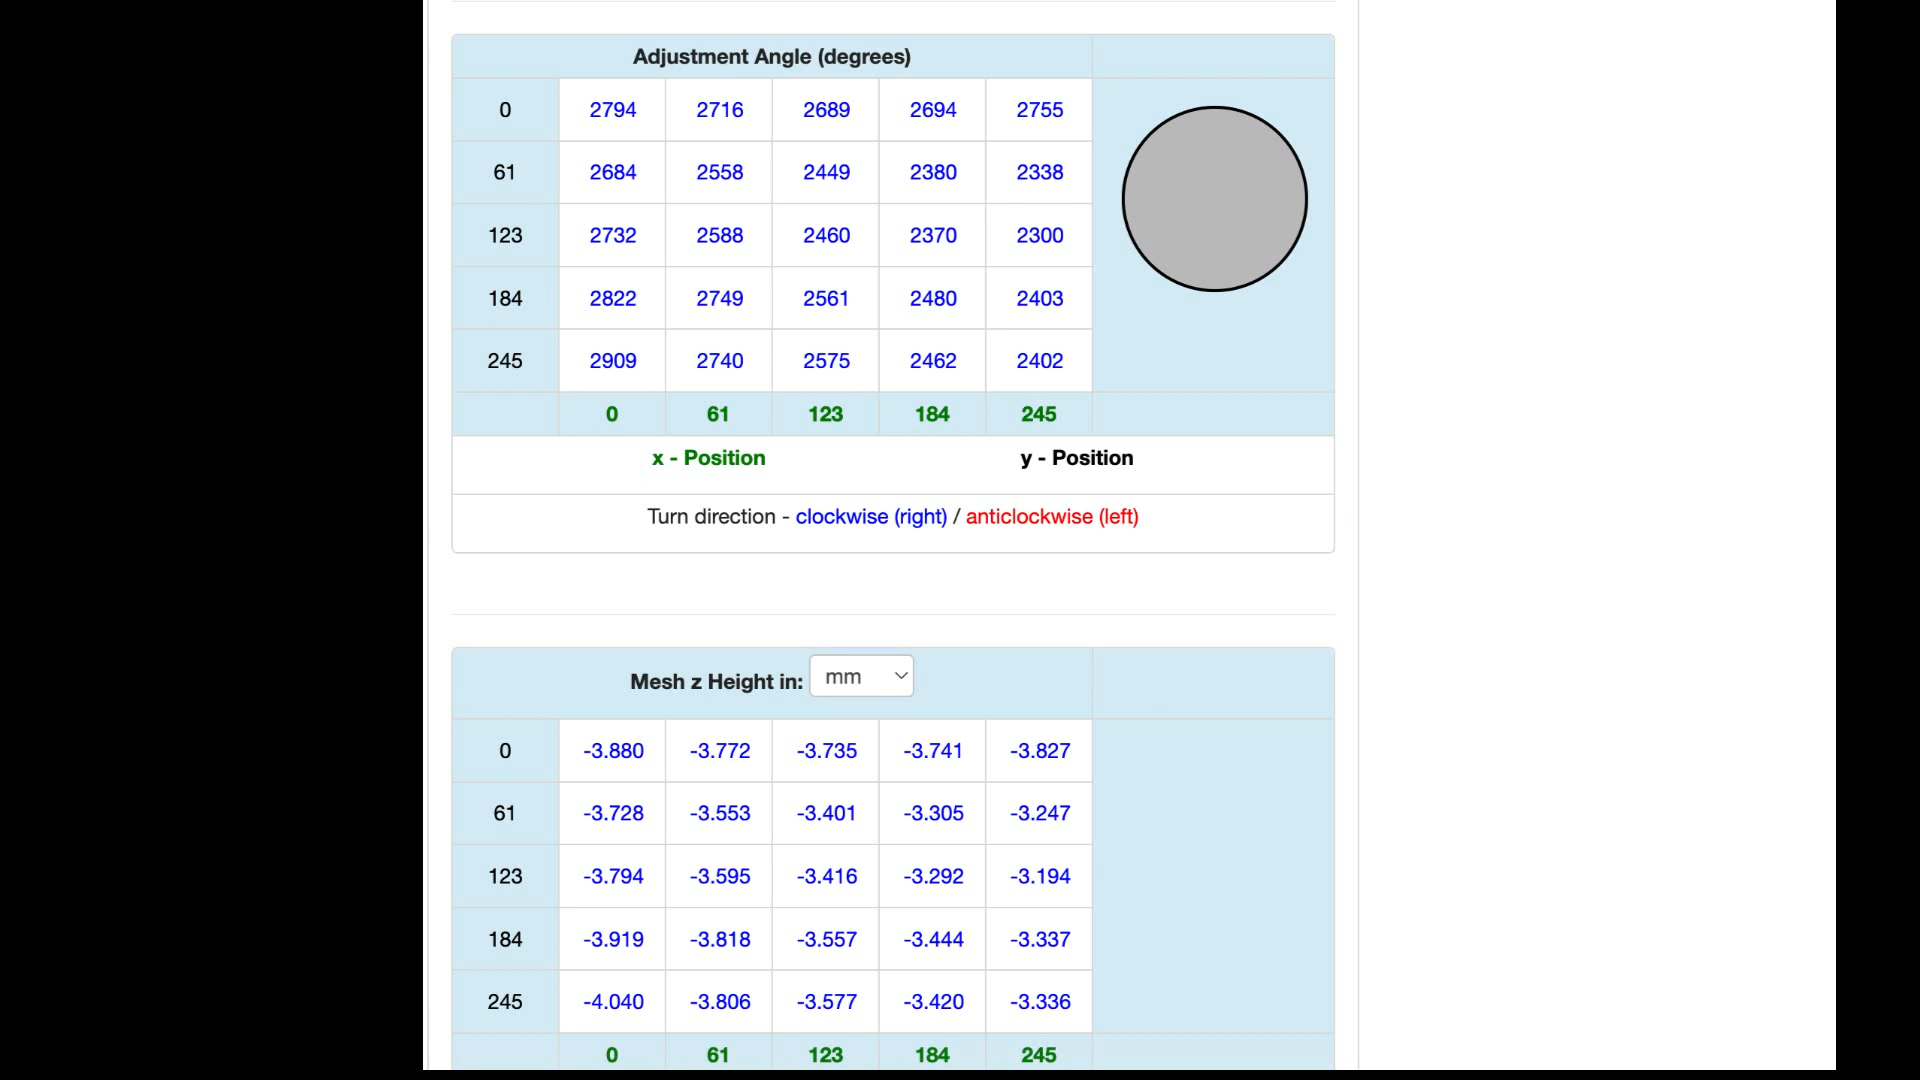 Adjustment Angle (degrees)
0 2794 2716 2689 2694 2755
61 2684 2558 2449 2380 2338
123 2732 2588 2460 2370 2300
184 2822 2749 2561 2480 2403
245 2909 2740 2575 2462 2402
0 61 123 184 245
x - Position y - Position
Turn direction - clockwise (right) / anticlockwise (left)
Mesh z Height in: mm
0 -3.880 -3.772 -3.735 -3.741 -3.827
61 -3.728 -3.553 -3.401 -3.305 -3.247
123 -3.794 -3.595 -3.416 -3.292 -3.194
184 -3.919 -3.818 -3.557 -3.444 -3.337
245 -4.040 -3.806 -3.577 -3.420 -3.336
0 61 123 184 245